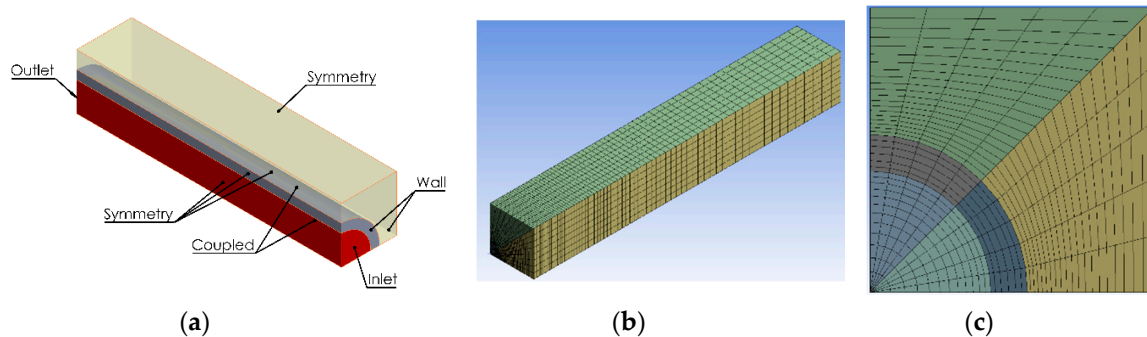 Outlet
Symmetry
Wall
Symmetry
Coupled
Inlet
(a)
(b)
(c)